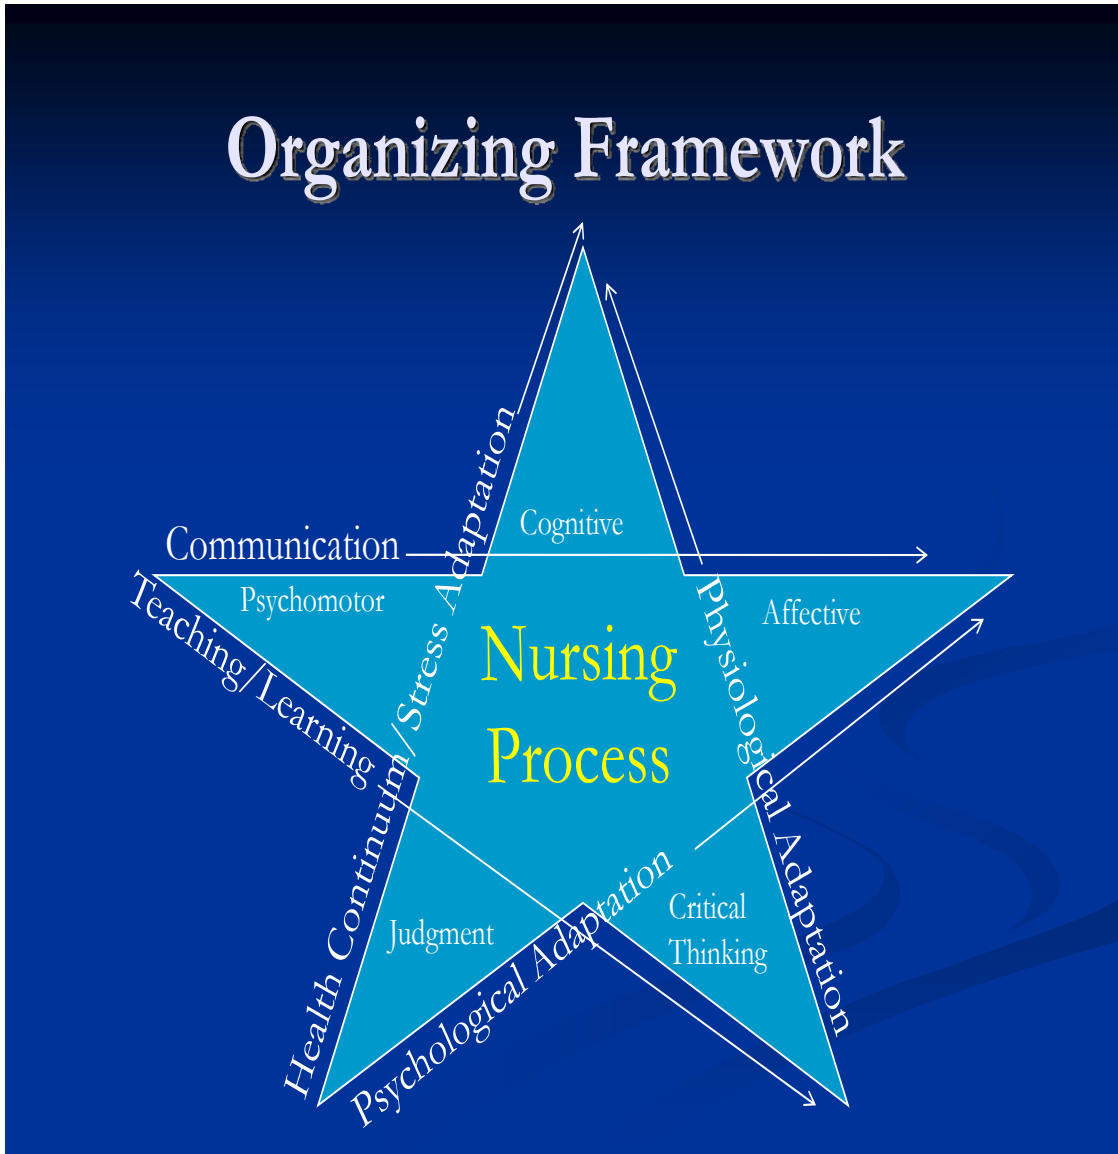 Organizing Framework
Cognitive
Communication
Psychomotor
Affective
Teaching/Learning
Health Continuum//Stress Adaptation
Physiological Adaptation
Nursing
Process
Judgment
Critical
Thinking
Psychological Adaptation